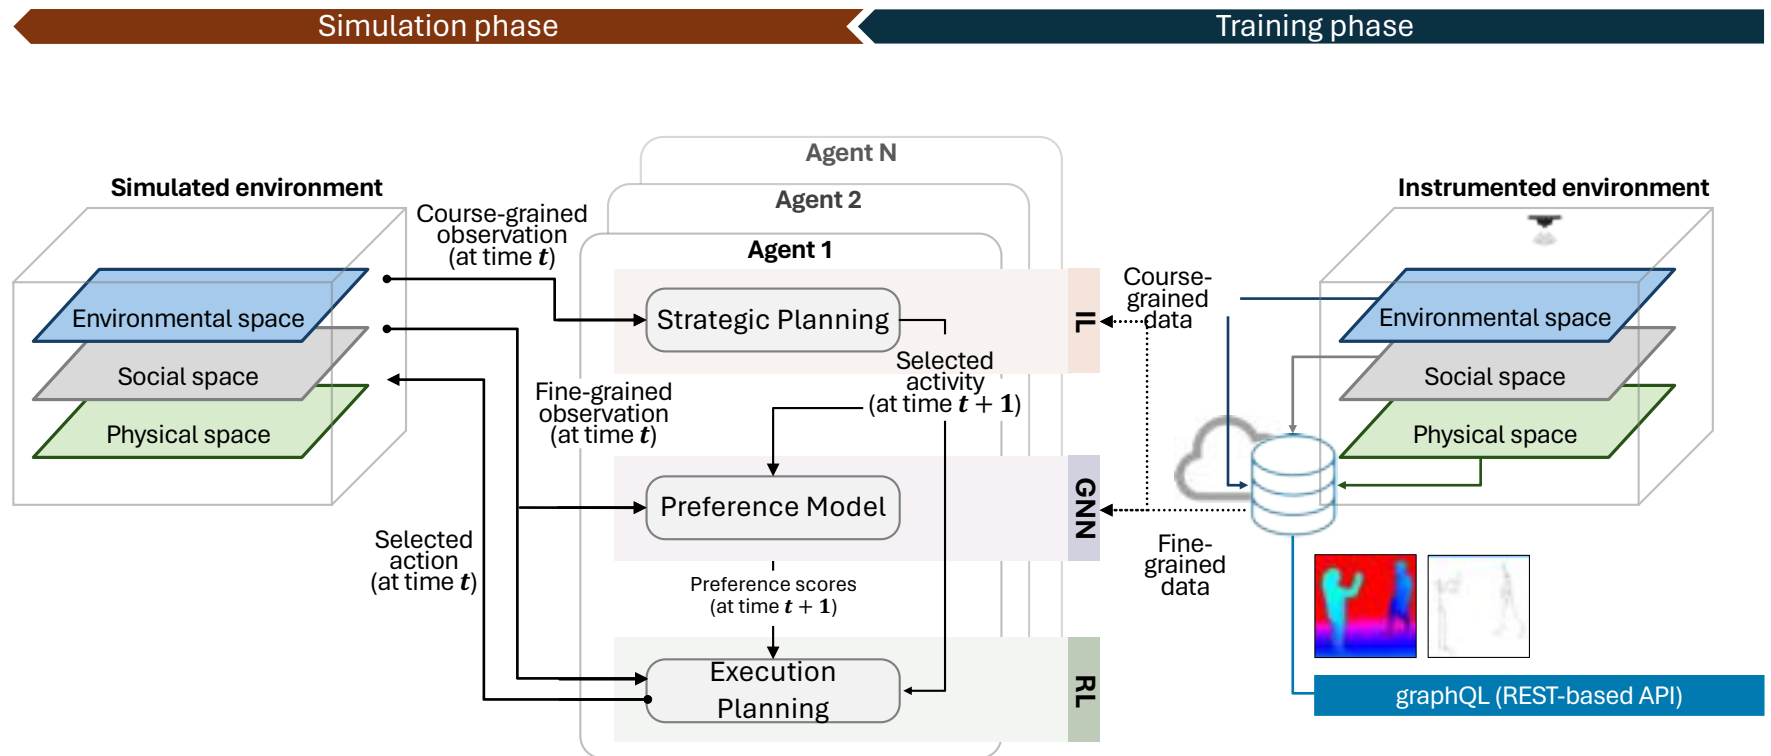 Simulation phase
Training phase
Agent N
Simulated environment
Agent 2
Instrumented environment
Course-grained
observation
(at time t)
Agent 1
Environmental space
Social space
Physical space
Strategic Planning
IL
Course-
grained
data
Environmental space
Social space
Physical space
Selected
activity
(at time t + 1)
Fine-grained
observation
(at time t)
Preference Model
GNN
Selected
action
(at time t)
Fine-
grained
data
Preference scores
(at time t + 1)
Execution
Planning
RL
graphQL (REST-based API)